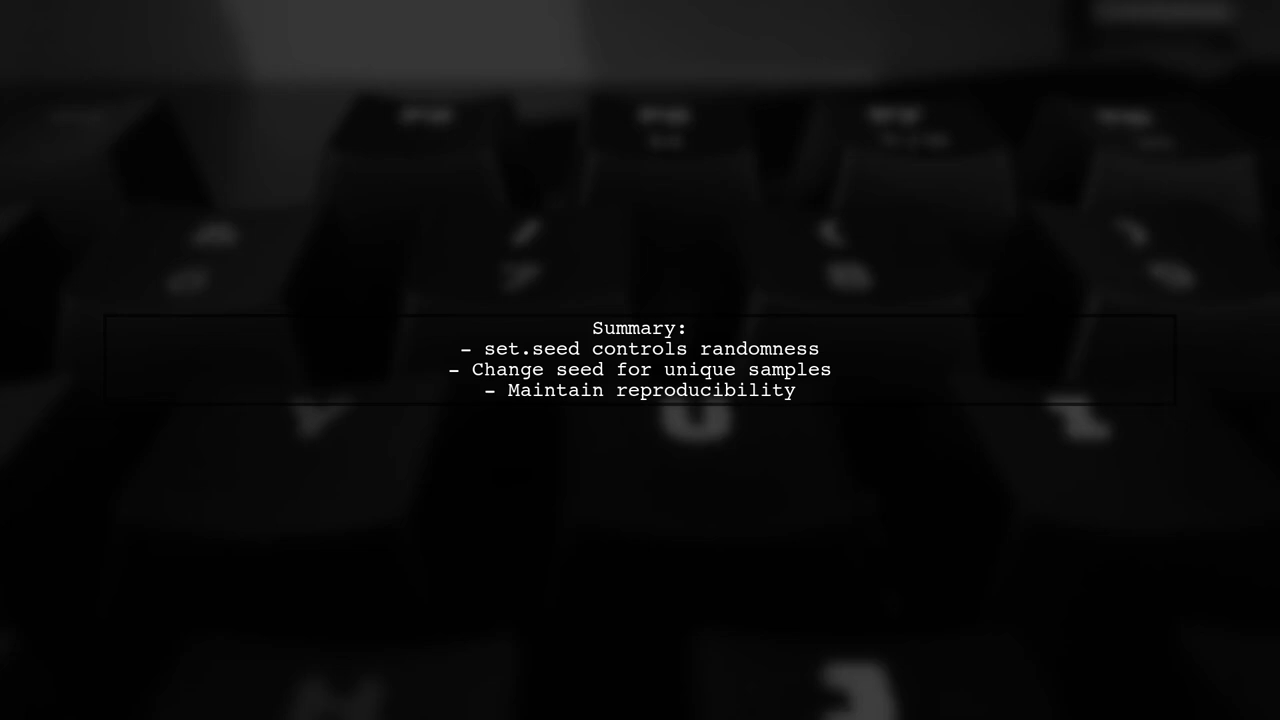 Summary:
- set.seed controls randomness
- Change seed for unique samples
- Maintain reproducibility